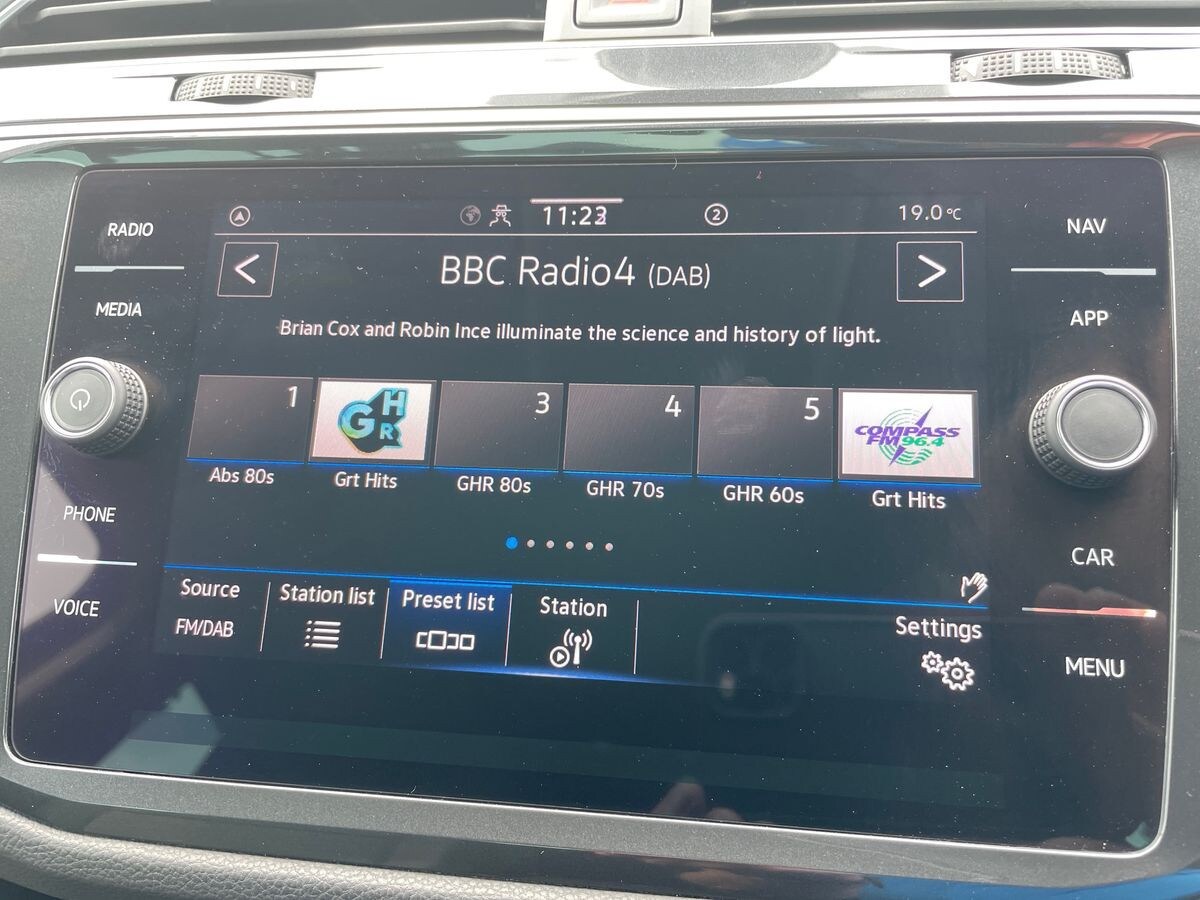 11:23
2
19.0°C
RADIO
NAV
BBC Radio4 (DAB)
MEDIA
APP
Brian Cox and Robin Ince illuminate the science and history of light.
1
GHR
3
4
5
COMPASS
FM 96.4
Abs 80s
Grt Hits
GHR 80s
GHR 70s
GHR 60s
Grt Hits
PHONE
CAR
VOICE
MENU
Source
FM/DAB
Station list
Preset list
Station
Settings